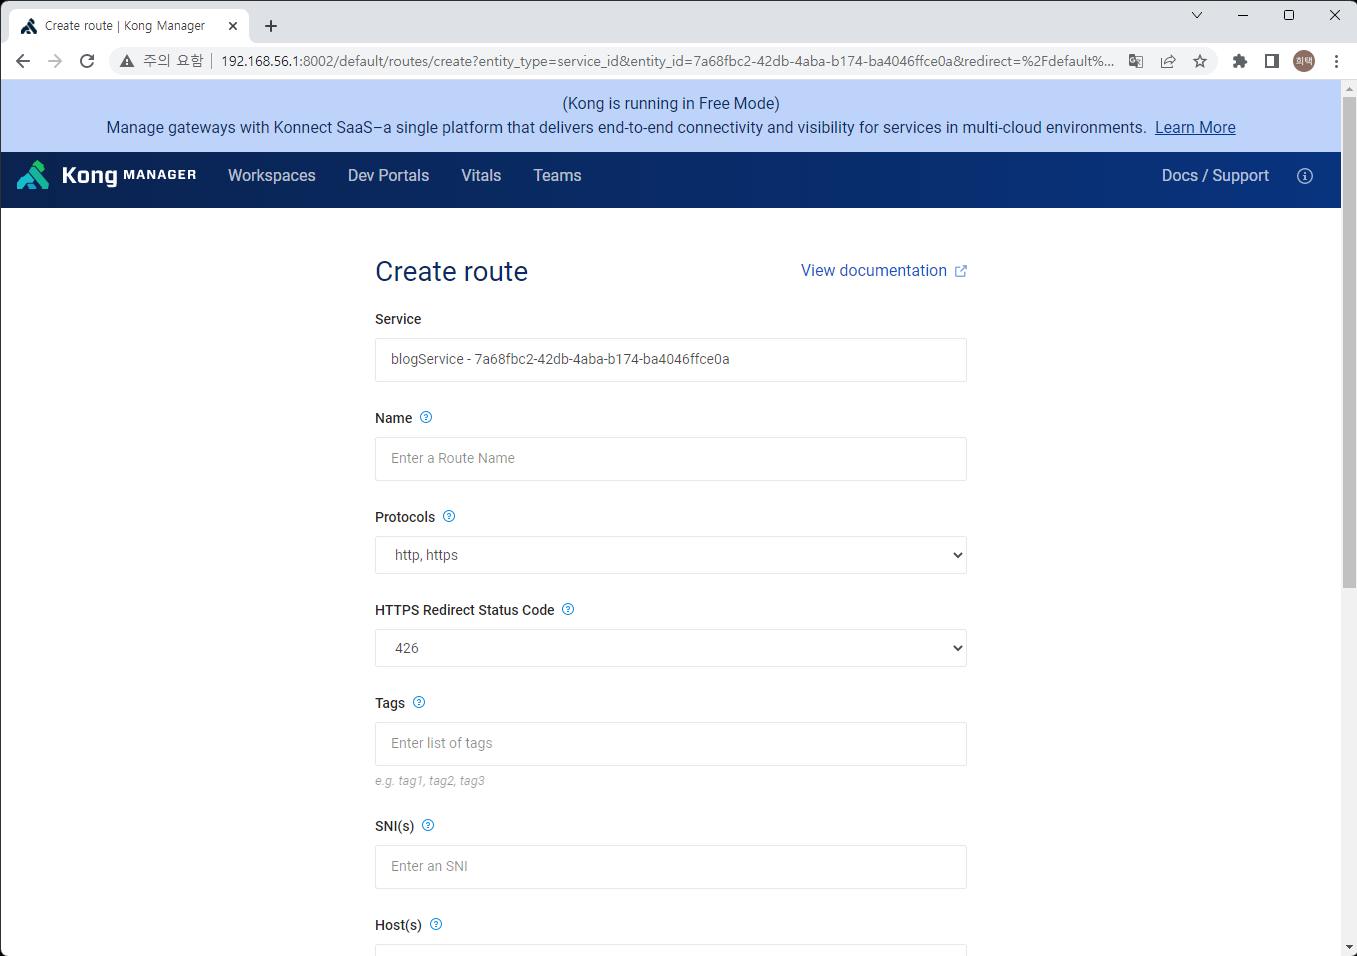 Create route | Kong Manager
주의 요함 192.168.56.1:8002/default/routes/create?entity_type=service_id&entity_id=7a68fbc2-42db-4aba-b174-ba4046ffce0a&redirect=%2Fdefault%... 희택
(Kong is running in Free Mode)
Manage gateways with Konnect SaaS–a single platform that delivers end-to-end connectivity and visibility for services in multi-cloud environments. Learn More
Kong MANAGER Workspaces Dev Portals Vitals Teams Docs / Support
Create route View documentation
Service
blogService - 7a68fbc2-42db-4aba-b174-ba4046ffce0a
Name
Enter a Route Name
Protocols
http, https
HTTPS Redirect Status Code
426
Tags
Enter list of tags
e.g. tag1, tag2, tag3
SNI(s)
Enter an SNI
Host(s)